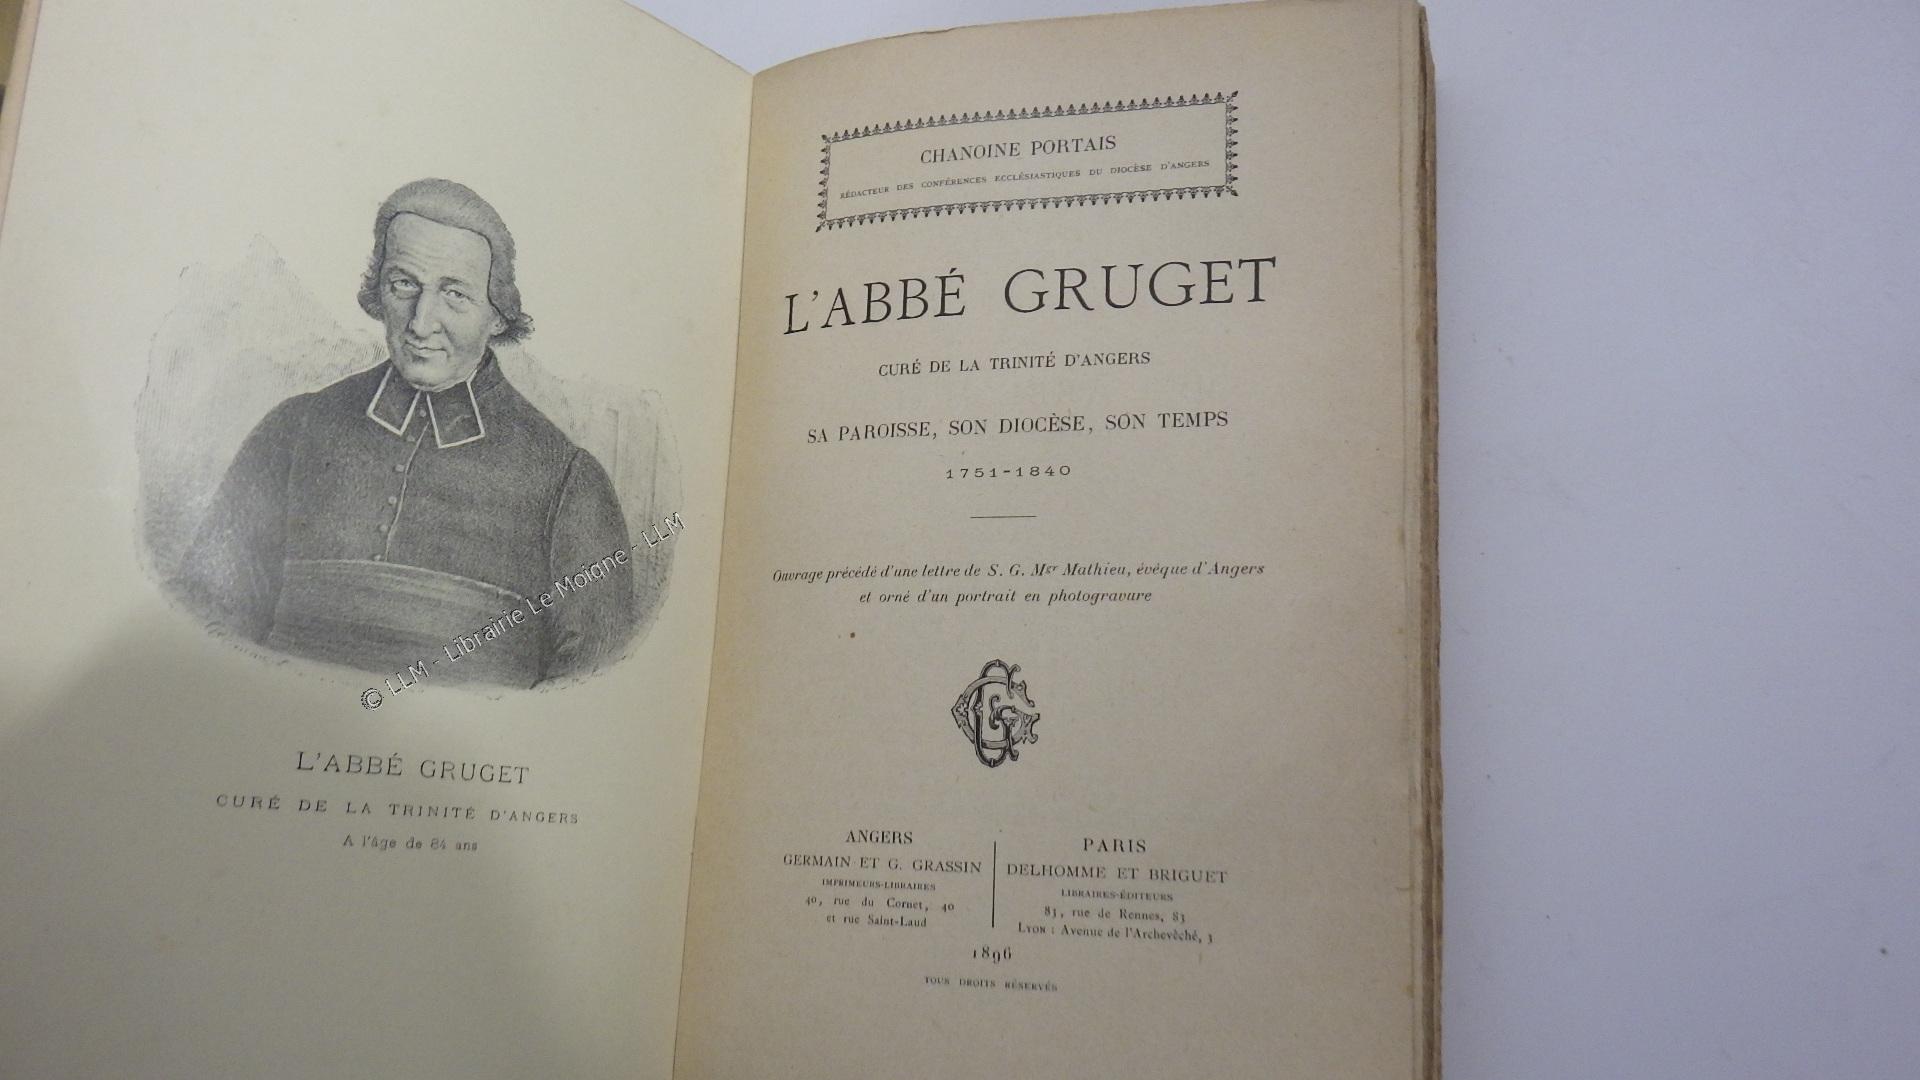 L'ABBÉ GRUGET
CURÉ DE LA TRINITÉ D'ANGERS
A l'âge de 84 ans
© LLM - Librairie Le Moigne - LLM
CHANOINE PORTAIS
RÉDACTEUR DES CONFÉRENCES ECCLÉSIASTIQUES DU DIOCÈSE D'ANGERS
L'ABBÉ GRUGET
CURÉ DE LA TRINITÉ D'ANGERS
SA PAROISSE, SON DIOCÈSE, SON TEMPS
1751-1840
Ouvrage précédé d'une lettre de S. G. Mgr Mathieu, évêque d'Angers
et orné d'un portrait en photogravure
ANGERS
GERMAIN ET G. GRASSIN
IMPRIMEURS-LIBRAIRES
40, rue du Cornet, 40
et rue Saint-Laud
PARIS
DELHOMME ET BRIGUET
LIBRAIRES-ÉDITEURS
83, rue de Rennes, 83
LYON : Avenue de l'Archevêché, 3
1896
TOUS DROITS RÉSERVÉS